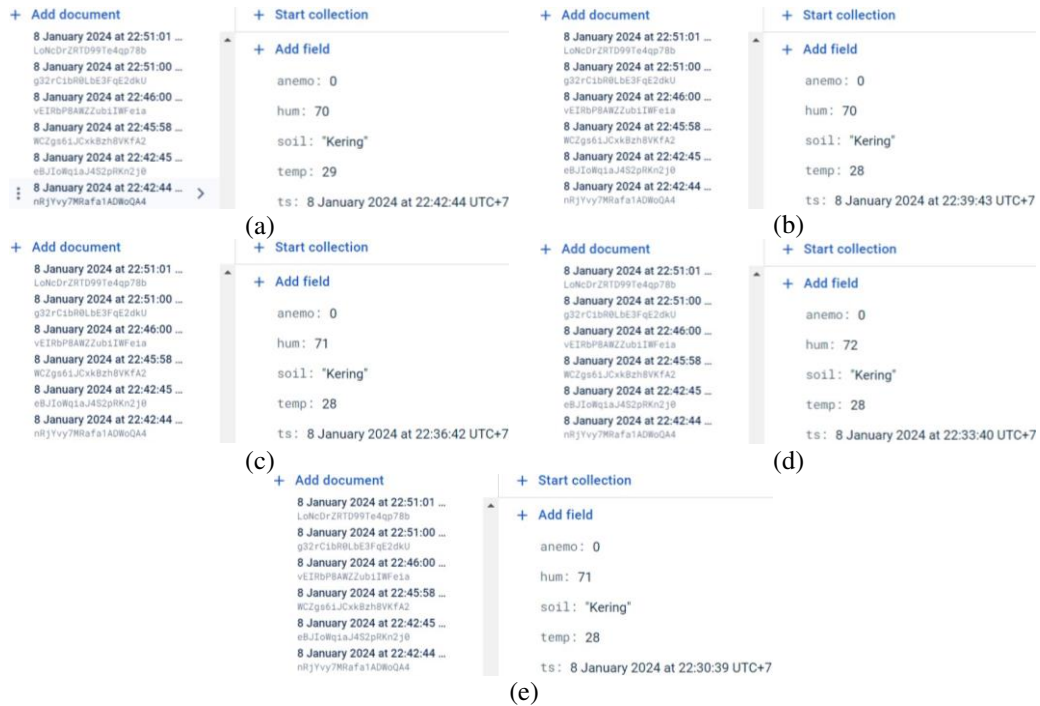 + Add document
8 January 2024 at 22:51:01 ...
LoNcDrZRTD99Te4qp78b
8 January 2024 at 22:51:00 ...
g32rCibR0LbE3FqE2dkU
8 January 2024 at 22:46:00 ...
vEIRbP8AWZZubiIWFeia
8 January 2024 at 22:45:58 ...
WCZgs6iJCxkBzh8VKfA2
8 January 2024 at 22:42:45 ...
eBJIoWqiaJ4S2pRKn2j0
8 January 2024 at 22:42:44 ...
nRjYvy7MRafa1ADWoQA4
+ Start collection
+ Add field
anemo: 0
hum: 70
soil: "Kering"
temp: 29
ts: 8 January 2024 at 22:42:44 UTC+7
(a)
+ Add document
8 January 2024 at 22:51:01 ...
LoNcDrZRTD99Te4qp78b
8 January 2024 at 22:51:00 ...
g32rCibR0LbE3FqE2dkU
8 January 2024 at 22:46:00 ...
vEIRbP8AWZZubiIWFeia
8 January 2024 at 22:45:58 ...
WCZgs6iJCxkBzh8VKfA2
8 January 2024 at 22:42:45 ...
eBJIoWqiaJ4S2pRKn2j0
8 January 2024 at 22:42:44 ...
nRjYvy7MRafa1ADWoQA4
+ Start collection
+ Add field
anemo: 0
hum: 70
soil: "Kering"
temp: 28
ts: 8 January 2024 at 22:39:43 UTC+7
(b)
+ Add document
8 January 2024 at 22:51:01 ...
LoNcDrZRTD99Te4qp78b
8 January 2024 at 22:51:00 ...
g32rCibR0LbE3FqE2dkU
8 January 2024 at 22:46:00 ...
vEIRbP8AWZZubiIWFeia
8 January 2024 at 22:45:58 ...
WCZgs6iJCxkBzh8VKfA2
8 January 2024 at 22:42:45 ...
eBJIoWqiaJ4S2pRKn2j0
8 January 2024 at 22:42:44 ...
nRjYvy7MRafa1ADWoQA4
+ Start collection
+ Add field
anemo: 0
hum: 71
soil: "Kering"
temp: 28
ts: 8 January 2024 at 22:36:42 UTC+7
(c)
+ Add document
8 January 2024 at 22:51:01 ...
LoNcDrZRTD99Te4qp78b
8 January 2024 at 22:51:00 ...
g32rCibR0LbE3FqE2dkU
8 January 2024 at 22:46:00 ...
vEIRbP8AWZZubiIWFeia
8 January 2024 at 22:45:58 ...
WCZgs6iJCxkBzh8VKfA2
8 January 2024 at 22:42:45 ...
eBJIoWqiaJ4S2pRKn2j0
8 January 2024 at 22:42:44 ...
nRjYvy7MRafa1ADWoQA4
+ Start collection
+ Add field
anemo: 0
hum: 72
soil: "Kering"
temp: 28
ts: 8 January 2024 at 22:33:40 UTC+7
(d)
+ Add document
8 January 2024 at 22:51:01 ...
LoNcDrZRTD99Te4qp78b
8 January 2024 at 22:51:00 ...
g32rCibR0LbE3FqE2dkU
8 January 2024 at 22:46:00 ...
vEIRbP8AWZZubiIWFeia
8 January 2024 at 22:45:58 ...
WCZgs6iJCxkBzh8VKfA2
8 January 2024 at 22:42:45 ...
eBJIoWqiaJ4S2pRKn2j0
8 January 2024 at 22:42:44 ...
nRjYvy7MRafa1ADWoQA4
+ Start collection
+ Add field
anemo: 0
hum: 71
soil: "Kering"
temp: 28
ts: 8 January 2024 at 22:30:39 UTC+7
(e)